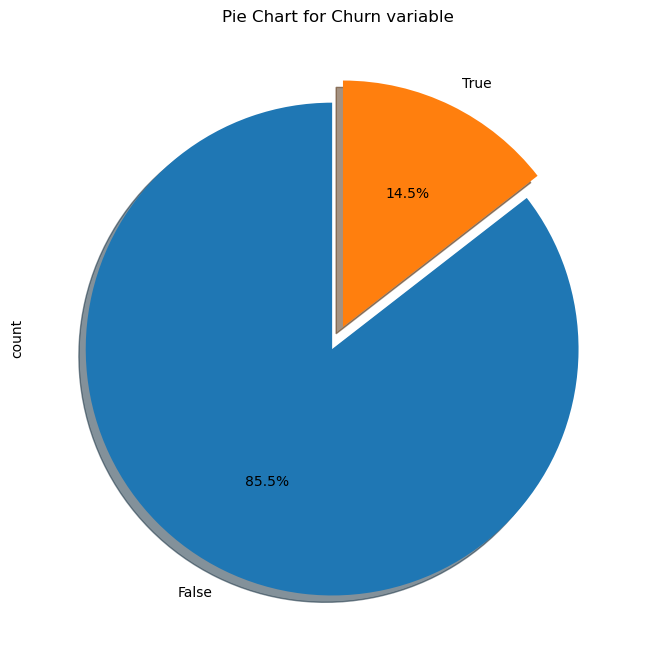 Pie Chart for Churn variable
True
14.5%
count
85.5%
False